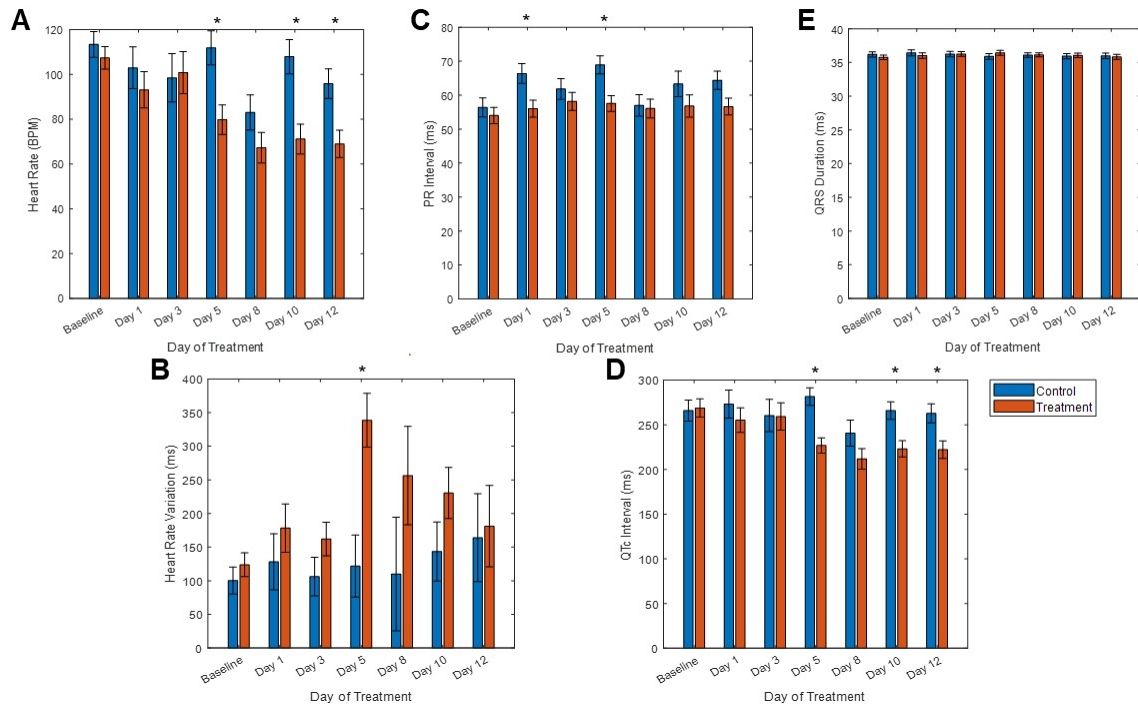 A
*
*
*
120
100
80
60
40
20
0
Heart Rate (BPM)
Baseline
Day 1
Day 3
Day 5
Day 8
Day 10
Day 12
Day of Treatment
C
*
*
80
70
60
50
40
30
20
10
0
PR Interval (ms)
Baseline
Day 1
Day 3
Day 5
Day 8
Day 10
Day 12
Day of Treatment
E
40
35
30
25
20
15
10
5
0
QRS Duration (ms)
Baseline
Day 1
Day 3
Day 5
Day 8
Day 10
Day 12
Day of Treatment
B
*
400
350
300
250
200
150
100
50
0
Heart Rate Variation (ms)
Baseline
Day 1
Day 3
Day 5
Day 8
Day 10
Day 12
Day of Treatment
D
*
*
*
300
250
200
150
100
50
0
QTc Interval (ms)
Baseline
Day 1
Day 3
Day 5
Day 8
Day 10
Day 12
Day of Treatment
Control
Treatment